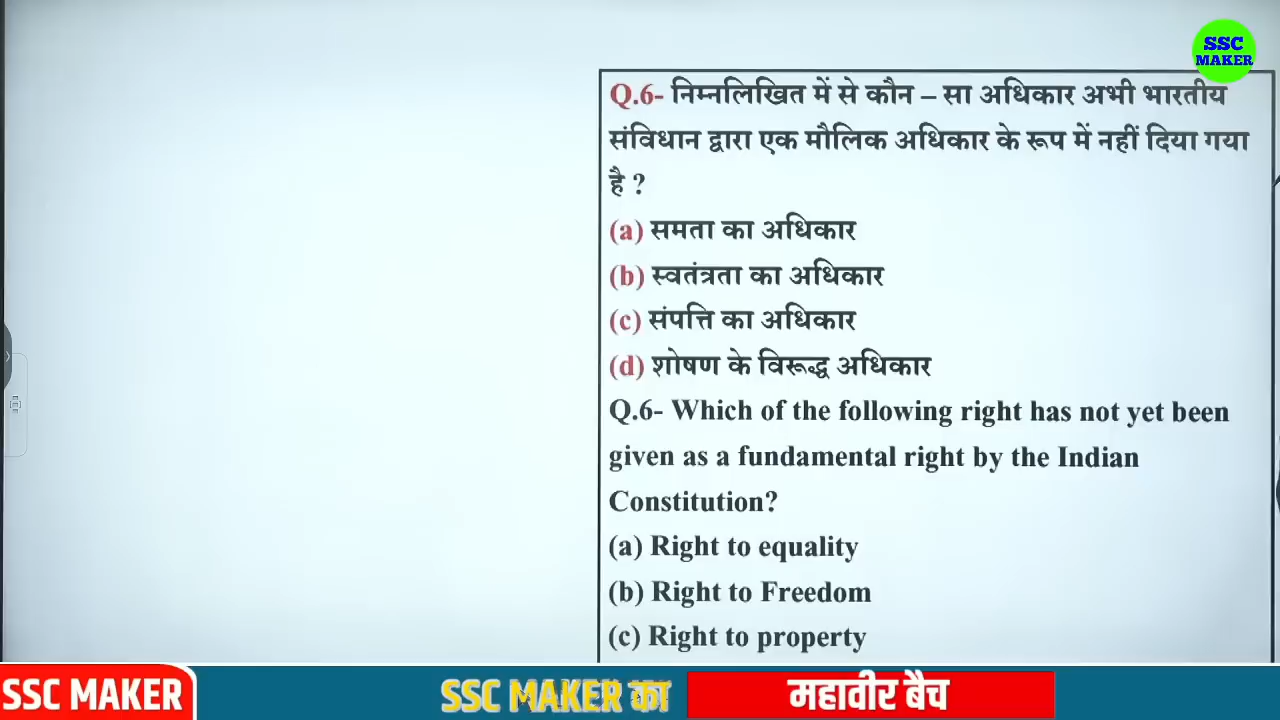 SSC
MAKER
Q.6- निम्नलिखित में से कौन – सा अधिकार अभी भारतीय
संविधान द्वारा एक मौलिक अधिकार के रूप में नहीं दिया गया
है ?
(a) समता का अधिकार
(b) स्वतंत्रता का अधिकार
(c) संपत्ति का अधिकार
(d) शोषण के विरूद्ध अधिकार
Q.6- Which of the following right has not yet been
given as a fundamental right by the Indian
Constitution?
(a) Right to equality
(b) Right to Freedom
(c) Right to property
SSC MAKER
SSC MAKER का
महावीर बैच